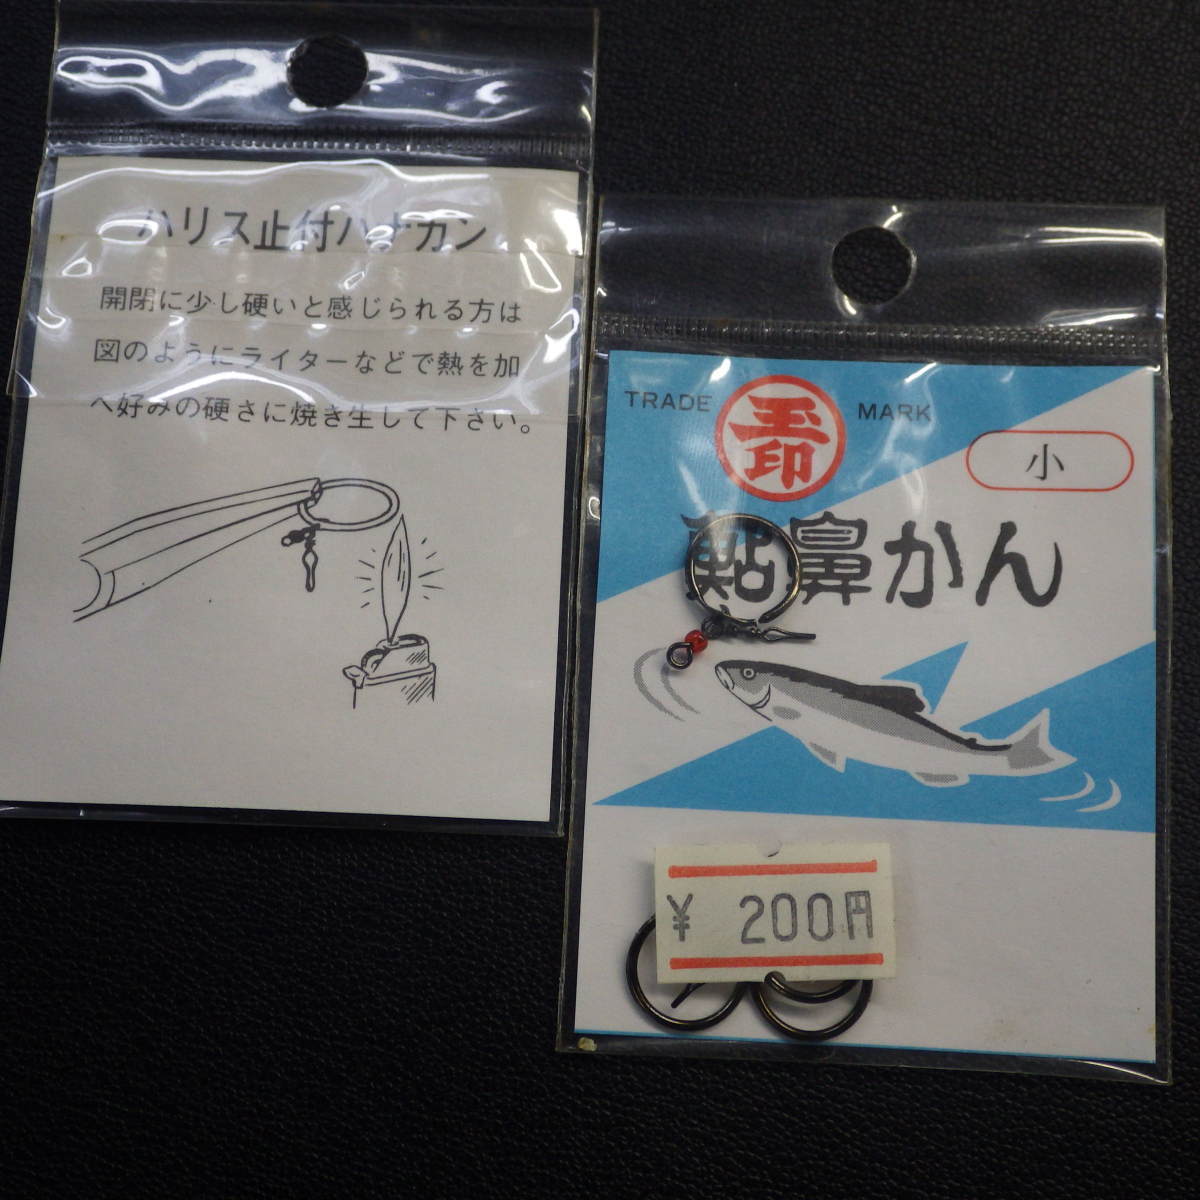 ハリス止付ハナカン
開閉に少し硬いと感じられる方は
図のようにライターなどで熱を加
へ好みの硬さに焼き生して下さい。
TRADE 玉印 MARK
小
鮎鼻かん
¥ 200円